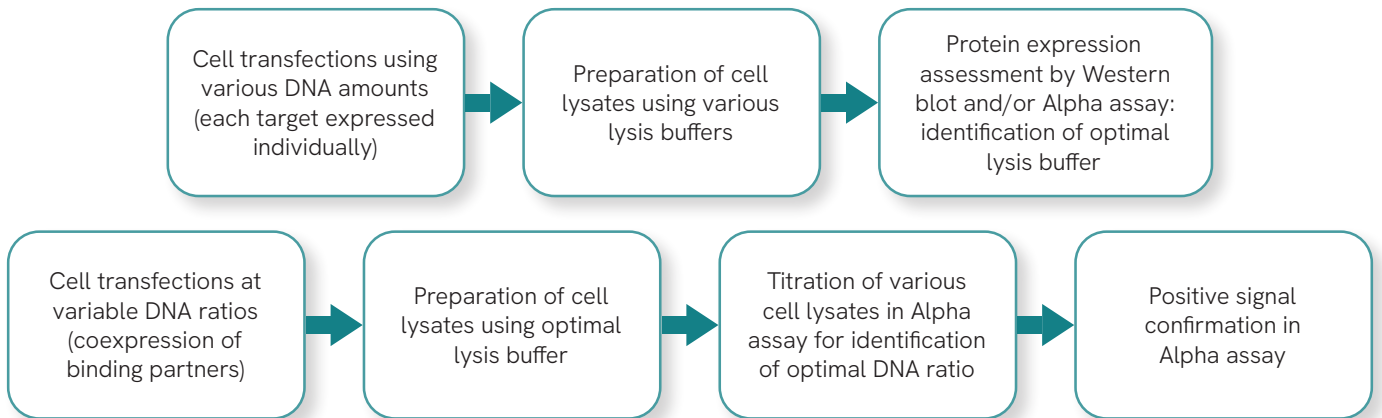 Cell transfections using
various DNA amounts
(each target expressed
individually)
Preparation of cell
lysates using various
lysis buffers
Protein expression
assessment by Western
blot and/or Alpha assay:
identification of optimal
lysis buffer
Cell transfections at
variable DNA ratios
(coexpression of
binding partners)
Preparation of cell
lysates using optimal
lysis buffer
Titration of various
cell lysates in Alpha
assay for identification
of optimal DNA ratio
Positive signal
confirmation in
Alpha assay